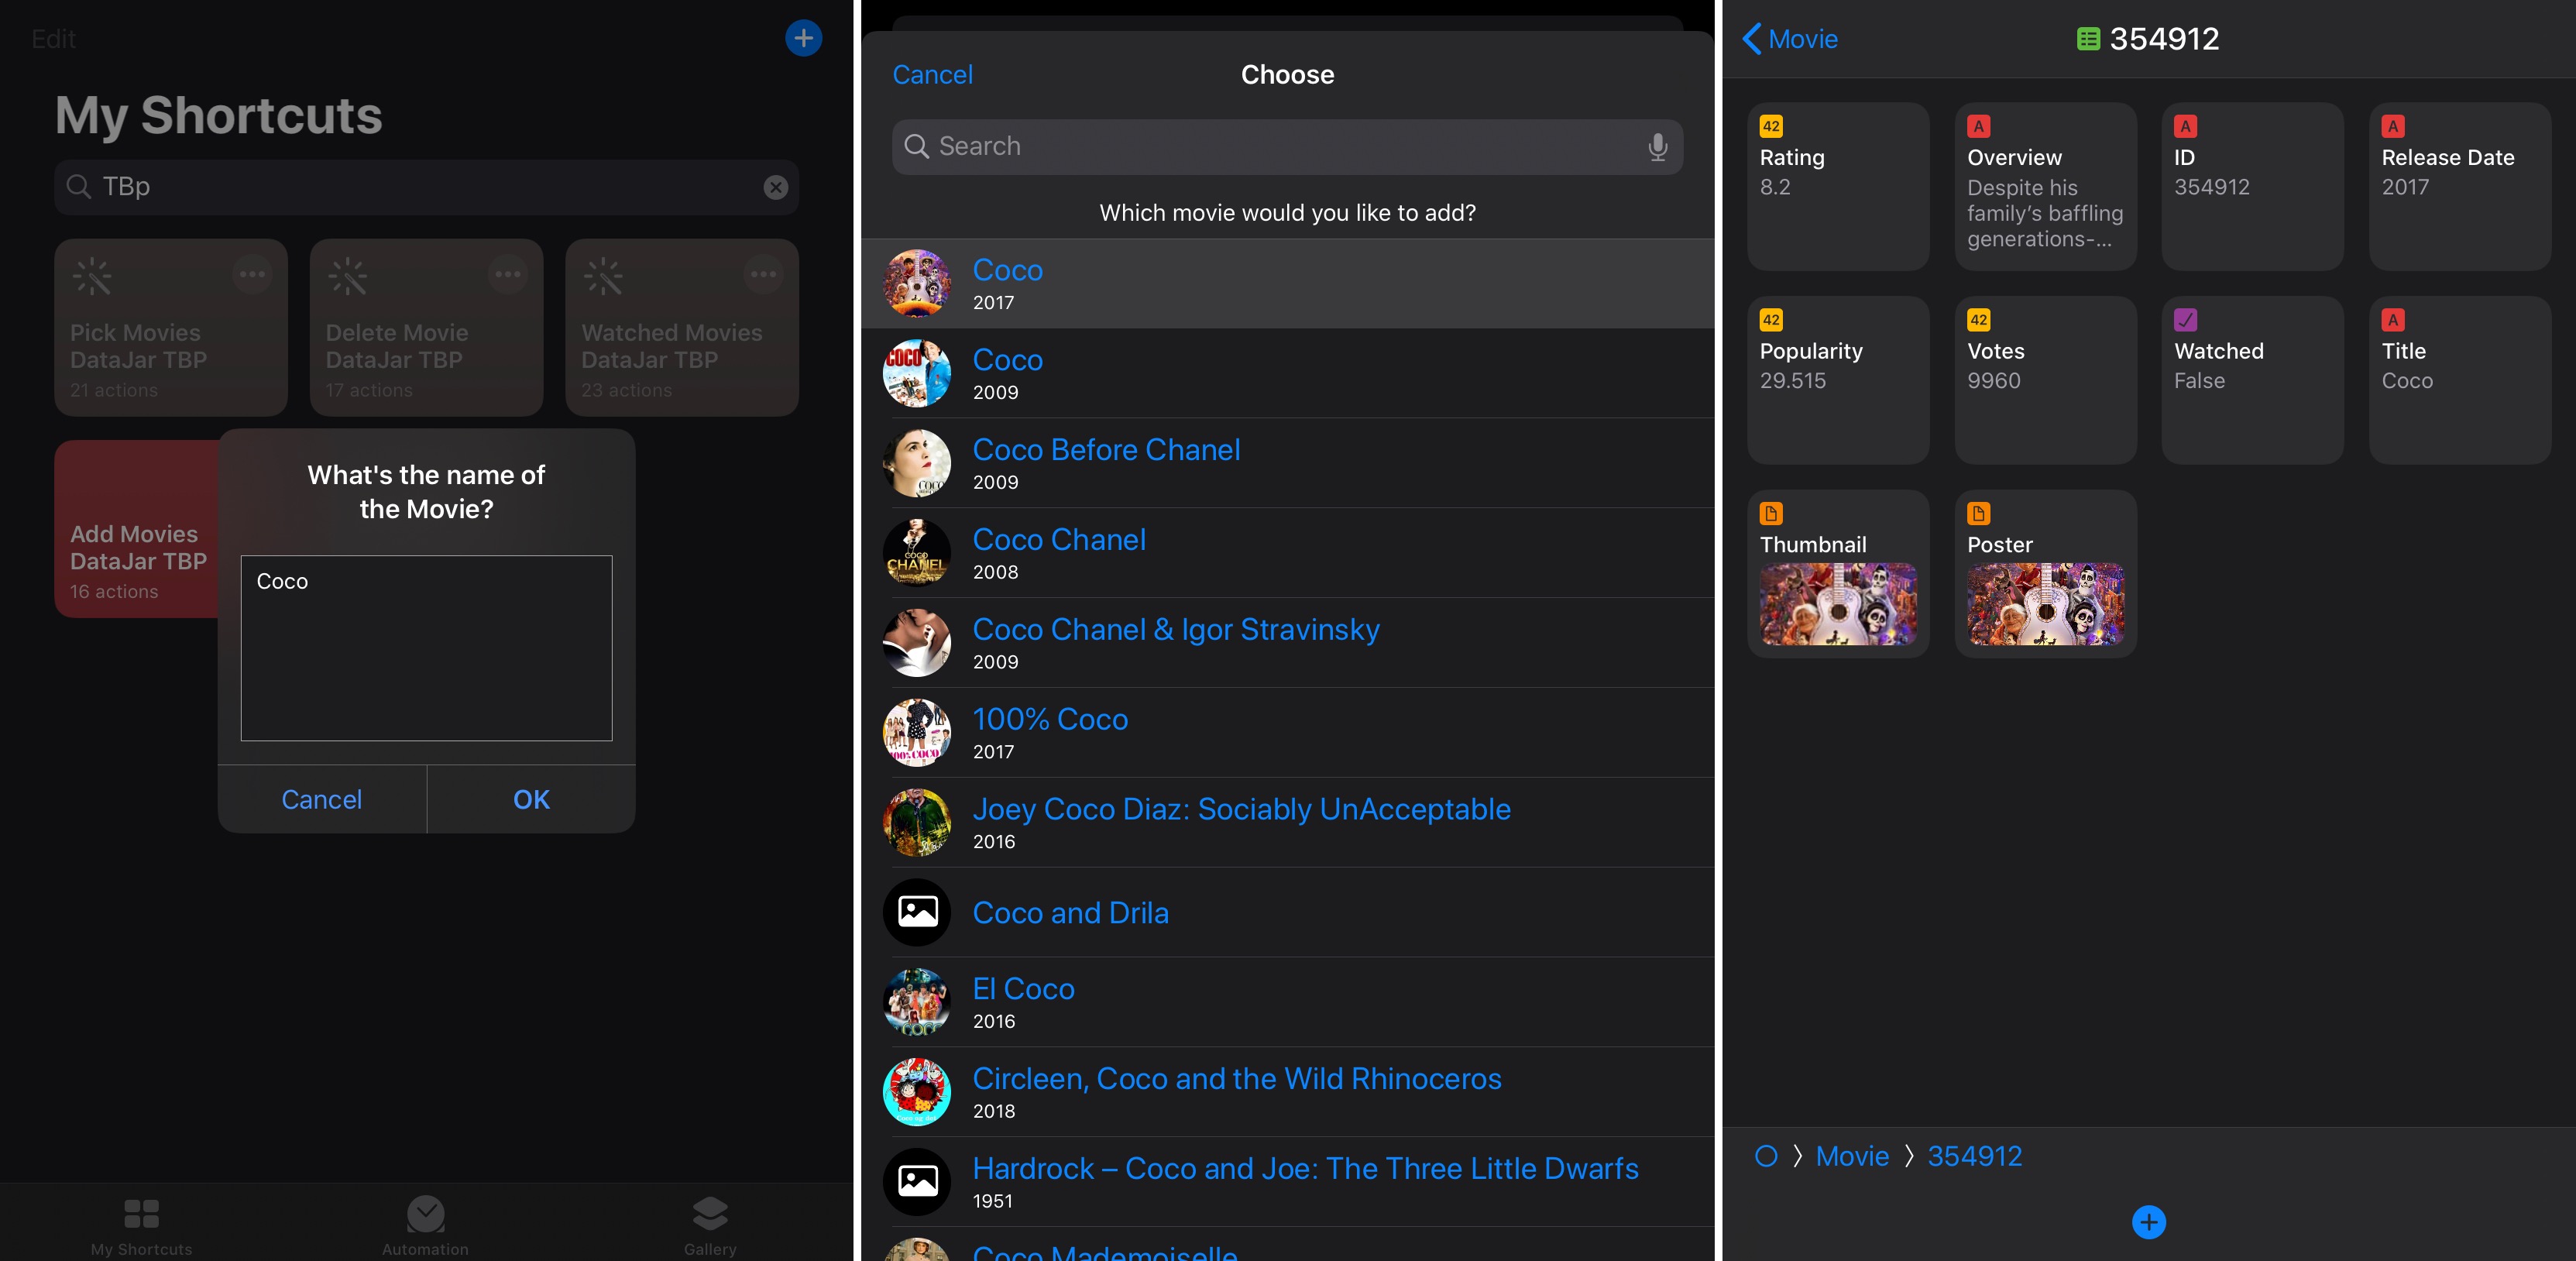 Edit
My Shortcuts
TBp
Pick Movies
DataJar TBP
21 actions
Delete Movie
DataJar TBP
17 actions
Watched Movies
DataJar TBP
23 actions
Add Movies
DataJar TBP
16 actions
What's the name of
the Movie?
Coco
Cancel
OK
My Shortcuts
Automation
Gallery
Cancel
Choose
Search
Which movie would you like to add?
Coco
2017
COCO
Coco
2009
Coco Before Chanel
2009
COCO
CHANEL
Coco Chanel
2008
Coco Chanel & Igor Stravinsky
2009
100% Coco
2017
Joey Coco Diaz: Sociably UnAcceptable
2016
Coco and Drila
El Coco
2016
Circleen, Coco and the Wild Rhinoceros
2018
Hardrock – Coco and Joe: The Three Little Dwarfs
1951
Coco Mademoiselle
Movie
354912
42
Rating
8.2
A
Overview
Despite his
family's baffling
generations-...
A
ID
354912
A
Release Date
2017
42
Popularity
29.515
42
Votes
9960
Watched
False
A
Title
Coco
Thumbnail
Poster
Movie
354912